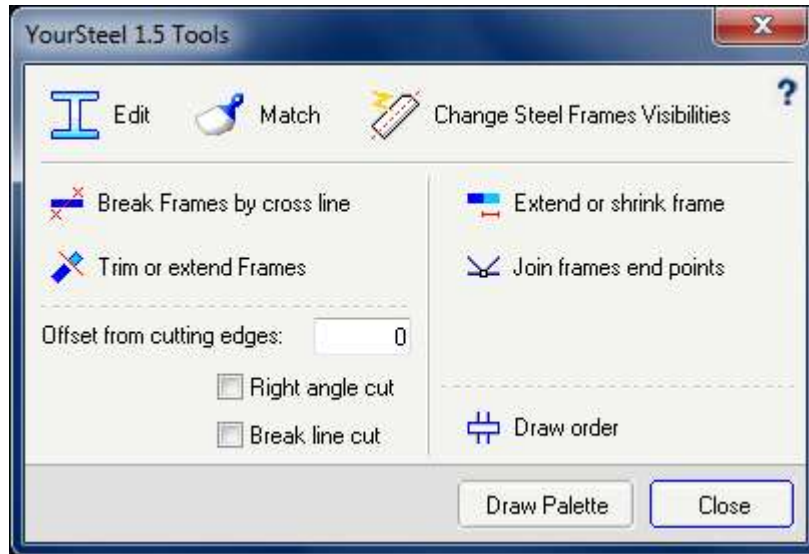 YourSteel 1.5 Tools
Edit
Match
Change Steel Frames Visibilities
?
Break Frames by cross line
Extend or shrink frame
Trim or extend Frames
Join frames end points
Offset from cutting edges: 0
Right angle cut
Break line cut
Draw order
Draw Palette
Close